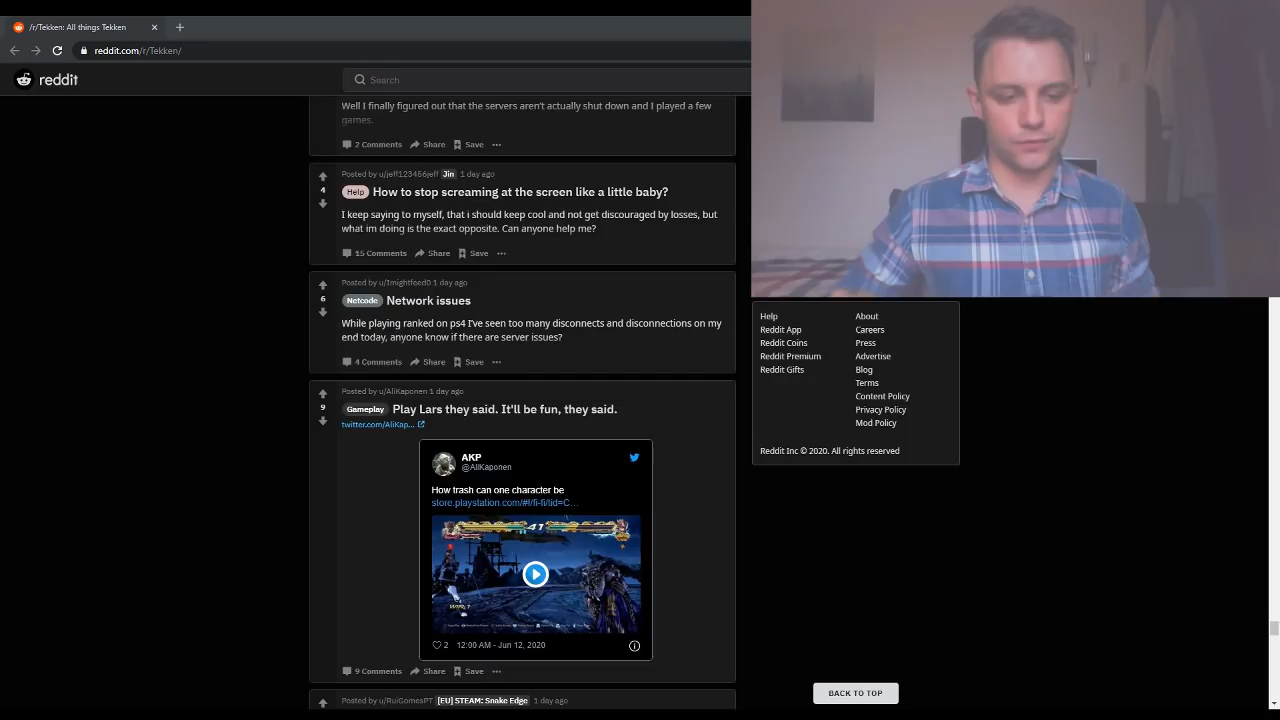 /r/Tekken: All things Tekken
reddit.com/r/Tekken/
reddit
Search
Well I finally figured out that the servers aren't actually shut down and I played a few
games.
2 Comments Share Save
Posted by u/jeff123456jeff Jin 1 day ago
4
Help How to stop screaming at the screen like a little baby?
I keep saying to myself, that i should keep cool and not get discouraged by losses, but
what im doing is the exact opposite. Can anyone help me?
15 Comments Share Save
Posted by u/Imightfeed0 1 day ago
6
Netcode Network issues
While playing ranked on ps4 I've seen too many disconnects and disconnections on my
end today, anyone know if there are server issues?
4 Comments Share Save
Posted by u/AliKaponen 1 day ago
9
Gameplay Play Lars they said. It'll be fun, they said.
twitter.com/AliKap...
AKP
@AliKaponen
How trash can one character be
store.playstation.com/#!/fi-fi/tid=C...
41
2 12:00 AM - Jun 12, 2020
9 Comments Share Save
Posted by u/RuiGomesPT [EU] STEAM: Snake Edge 1 day ago
Help About
Reddit App Careers
Reddit Coins Press
Reddit Premium Advertise
Reddit Gifts Blog
Terms
Content Policy
Privacy Policy
Mod Policy
Reddit Inc © 2020. All rights reserved
BACK TO TOP